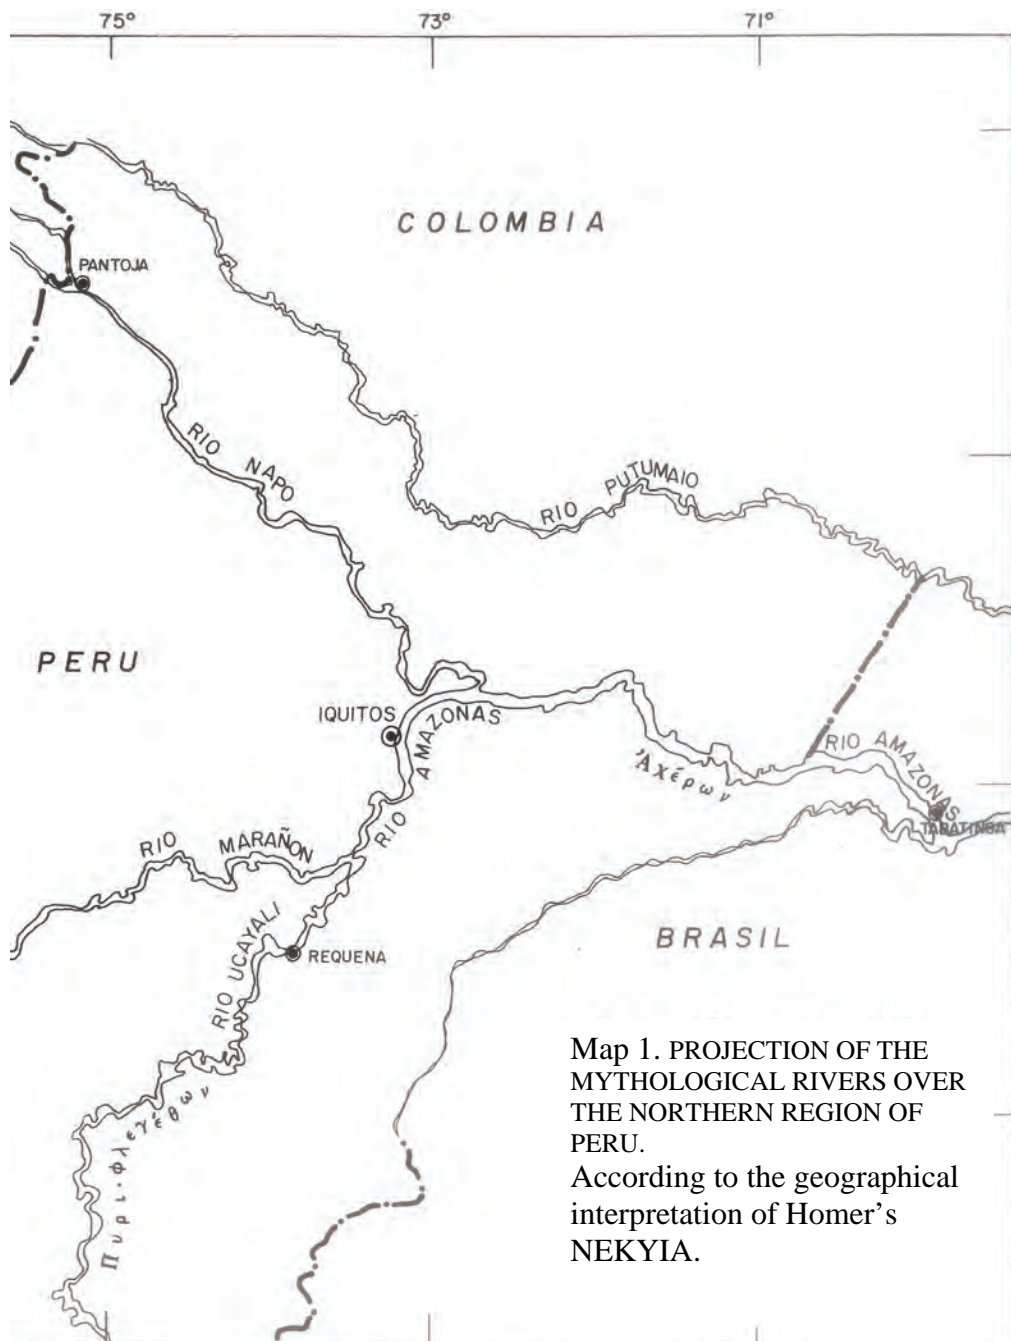 75° 73° 71°
COLOMBIA
PANTOJA
RIO NAPO
RIO PUTUMAIO
PERU
IQUITOS
RIO AMAZONAS
Ἀχέρων
RIO AMAZONAS
TABATINGA
RIO MARAÑON
RIO UCAYALI
REQUENA
BRASIL
Πυρι·φλεγέθων
Map 1. PROJECTION OF THE
MYTHOLOGICAL RIVERS OVER
THE NORTHERN REGION OF
PERU.
According to the geographical
interpretation of Homer’s
NEKYIA.